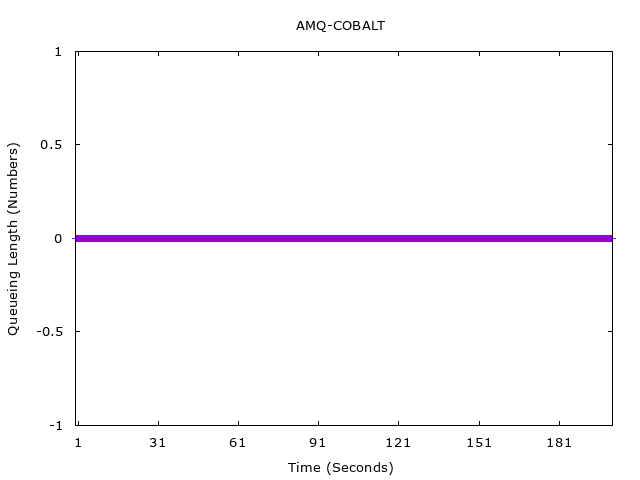 AMQ-COBALT
1
0.5
0
-0.5
-1
Queueing Length (Numbers)
1 31 61 91 121 151 181
Time (Seconds)